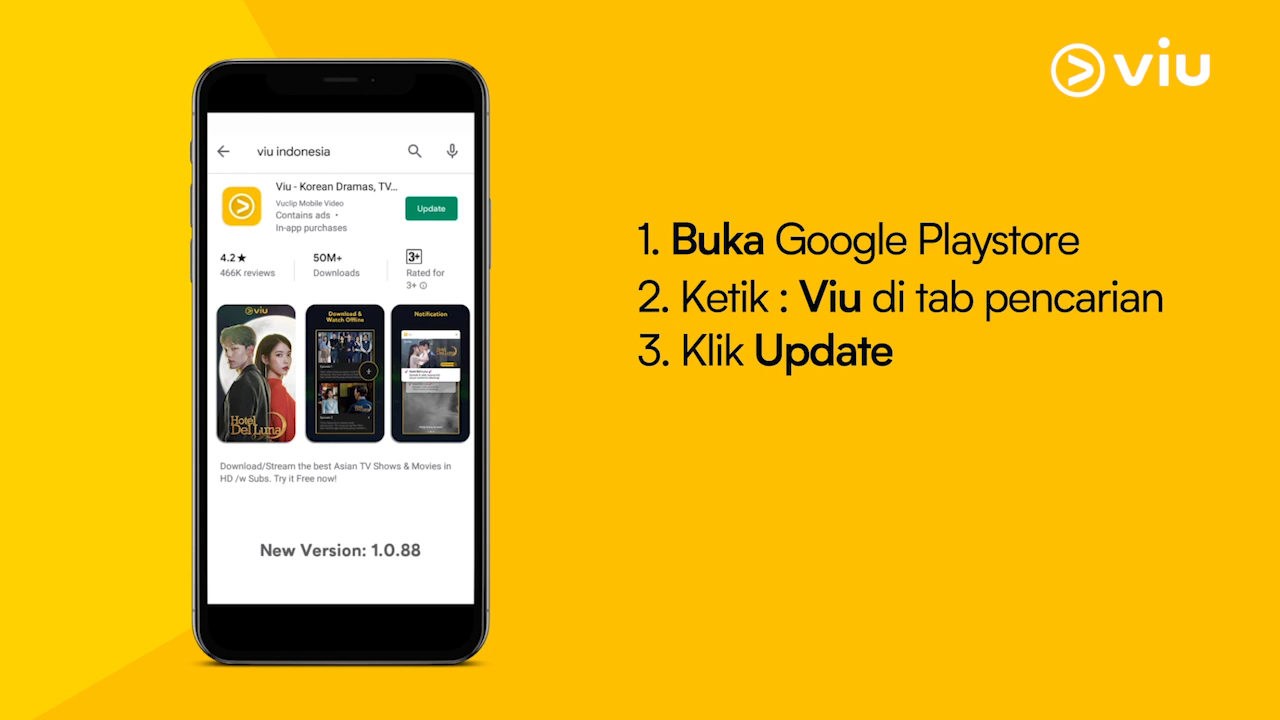 viu
viu indonesia
Viu - Korean Dramas, TV...
Vuclip Mobile Video
Contains ads •
In-app purchases
Update
4.2★
466K reviews
50M+
Downloads
3+
Rated for
3+
viu
Hotel
Del Luna
Download &
Watch Offline
Notification
Download/Stream the best Asian TV Shows & Movies in
HD /w Subs. Try it Free now!
New Version: 1.0.88
1. Buka Google Playstore
2. Ketik : Viu di tab pencarian
3. Klik Update